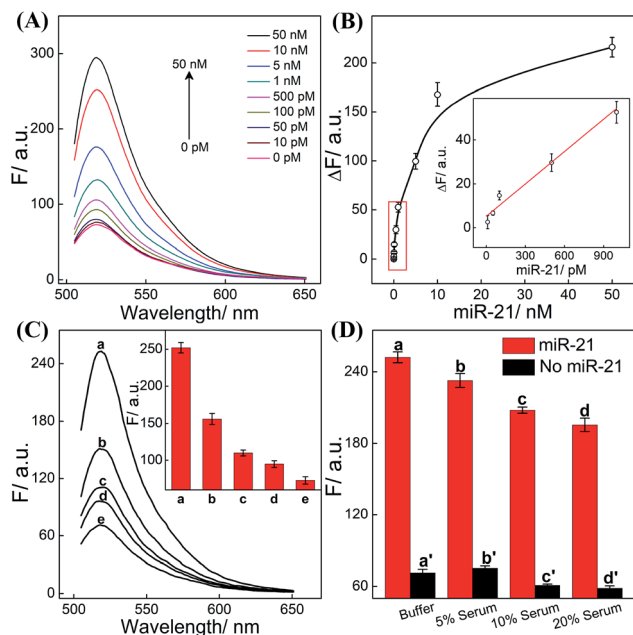 (A)
300
200
100
0
F/ a.u.
500 550 600 650
Wavelength/ nm
50 nM
0 pM
50 nM
10 nM
5 nM
1 nM
500 pM
100 pM
50 pM
10 pM
0 pM
(B)
200
150
100
50
0
ΔF/ a.u.
0 10 20 30 40 50
miR-21/ nM
40
20
0
ΔF/ a.u.
0 300 600 900
miR-21/ pM
(C)
240
180
120
60
0
F/ a.u.
500 550 600 650
Wavelength/ nm
a
b
c
d
e
250
200
150
100
F/ a.u.
a b c d e
(D)
240
180
120
60
F/ a.u.
miR-21
No miR-21
a
b
c
d
a'
b'
c'
d'
Buffer
5% Serum
10% Serum
20% Serum